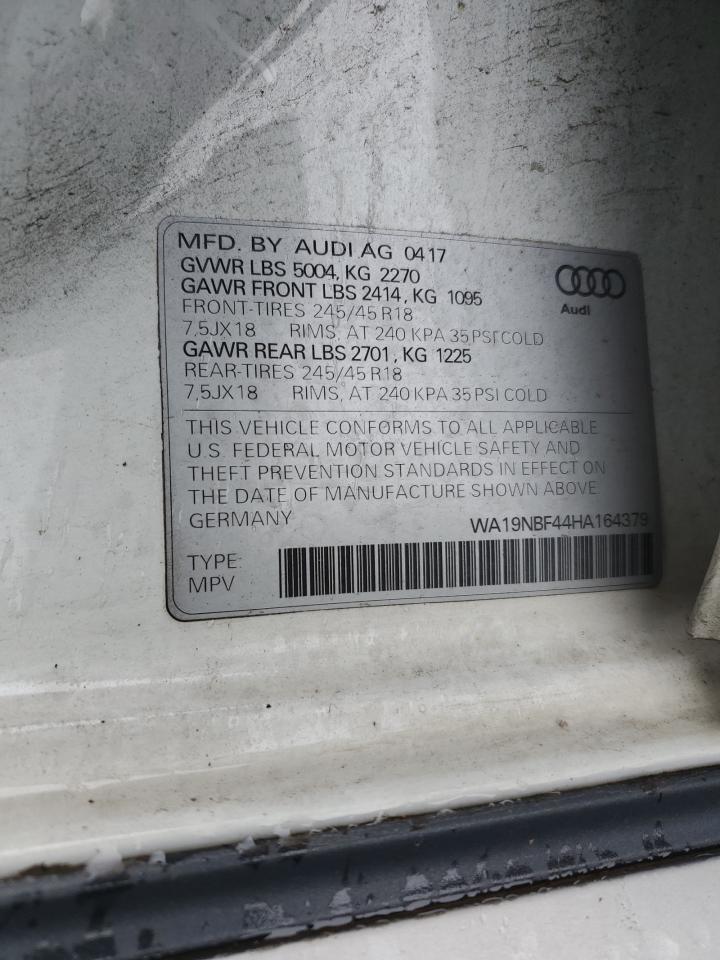 MFD. BY AUDI AG 0417
GVWR LBS 5004, KG 2270
GAWR FRONT LBS 2414, KG 1095
FRONT-TIRES 245/45 R18
7,5JX18 RIMS, AT 240 KPA 35 PSI COLD
GAWR REAR LBS 2701, KG 1225
REAR-TIRES 245/45 R18
7,5JX18 RIMS, AT 240 KPA 35 PSI COLD
Audi
THIS VEHICLE CONFORMS TO ALL APPLICABLE
U.S. FEDERAL MOTOR VEHICLE SAFETY AND
THEFT PREVENTION STANDARDS IN EFFECT ON
THE DATE OF MANUFACTURE SHOWN ABOVE.
GERMANY WA19NBF44HA164379
TYPE:
MPV